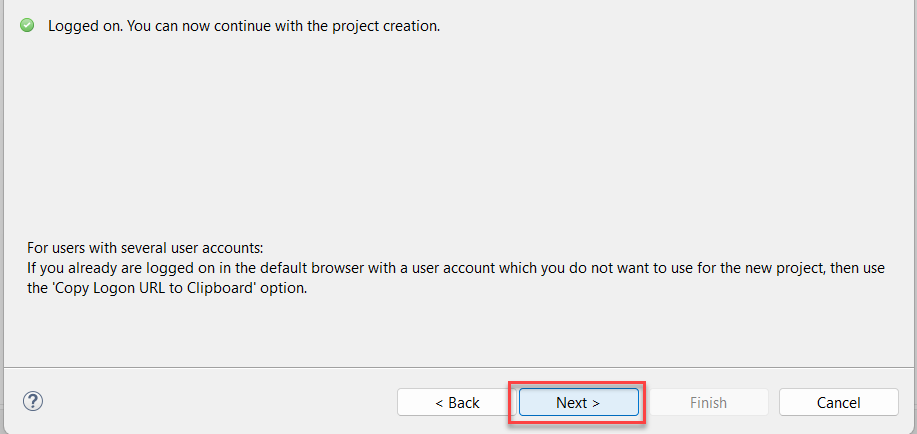 Logged on. You can now continue with the project creation.
For users with several user accounts:
If you already are logged on in the default browser with a user account which you do not want to use for the new project, then use
the 'Copy Logon URL to Clipboard' option.
?
< Back
Next >
Finish
Cancel